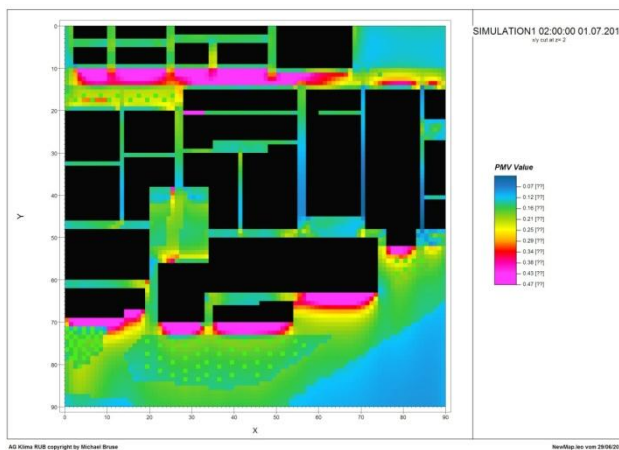 SIMULATION1 02:00:00 01.07.201
x/y cut at z= 2
0
10
20
30
40
50
60
70
80
90
Y
0 10 20 30 40 50 60 70 80 90
X
PMV Value
0.07 [??]
0.12 [??]
0.16 [??]
0.21 [??]
0.25 [??]
0.29 [??]
0.34 [??]
0.38 [??]
0.43 [??]
0.47 [??]
AG Klima RUB copyright by Michael Bruse
NewMap.leo vom 29/06/20